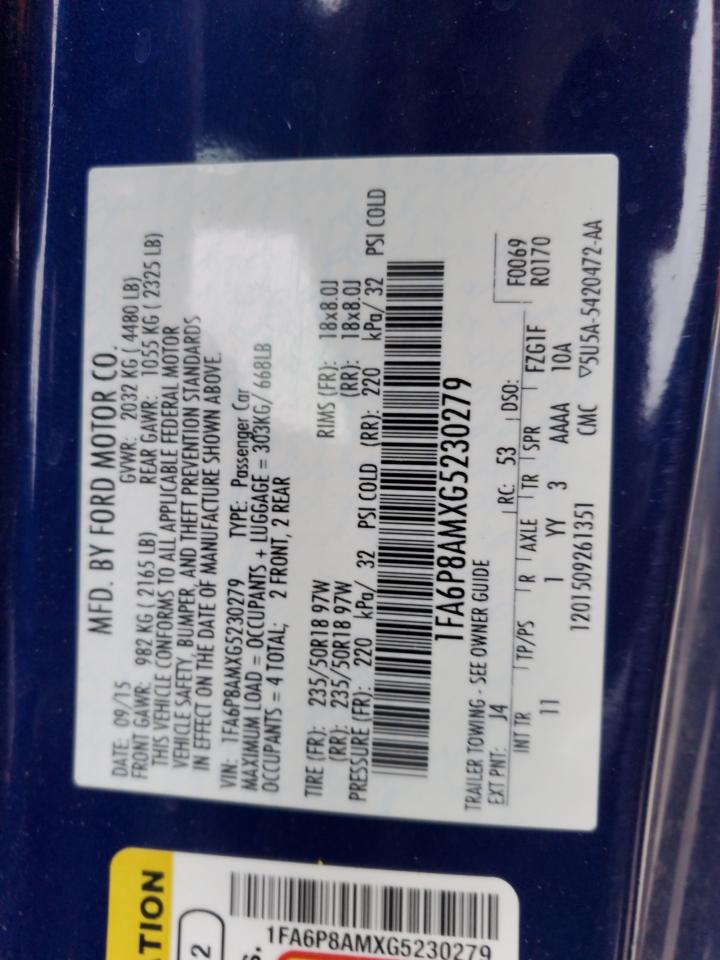 MFD. BY FORD MOTOR CO.
DATE: 09/15 GVWR: 2032 KG ( 4480 LB)
FRONT GAWR: 982 KG ( 2165 LB) REAR GAWR: 1055 KG ( 2325 LB)
THIS VEHICLE CONFORMS TO ALL APPLICABLE FEDERAL MOTOR
VEHICLE SAFETY, BUMPER, AND THEFT PREVENTION STANDARDS
IN EFFECT ON THE DATE OF MANUFACTURE SHOWN ABOVE.
VIN: 1FA6P8AMXG5230279 TYPE: Passenger Car
MAXIMUM LOAD = OCCUPANTS + LUGGAGE = 303KG/ 668LB
OCCUPANTS = 4 TOTAL; 2 FRONT, 2 REAR
TIRE (FR): 235/50R18 97W RIMS (FR): 18x8.0J
(RR): 235/50R18 97W (RR): 18x8.0J
PRESSURE (FR): 220 kPa/ 32 PSI COLD (RR): 220 kPa/ 32 PSI COLD
1FA6P8AMXG5230279
TRAILER TOWING - SEE OWNER GUIDE
EXT PNT: J4 RC: 53 DSO: F0069
INT TR TP/PS R AXLE TR SPR FZG1F R0170
11 1 YY 3 AAAA 10A
1201509261351 CMC ▽5U5A-5420472-AA
ATION
2
S.
1FA6P8AMXG5230279